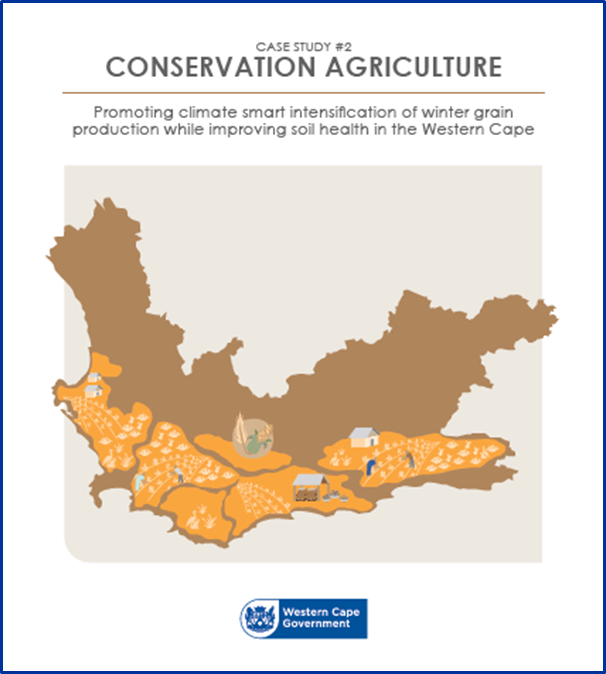 CASE STUDY #2
CONSERVATION AGRICULTURE
Promoting climate smart intensification of winter grain
production while improving soil health in the Western Cape
Western Cape
Government